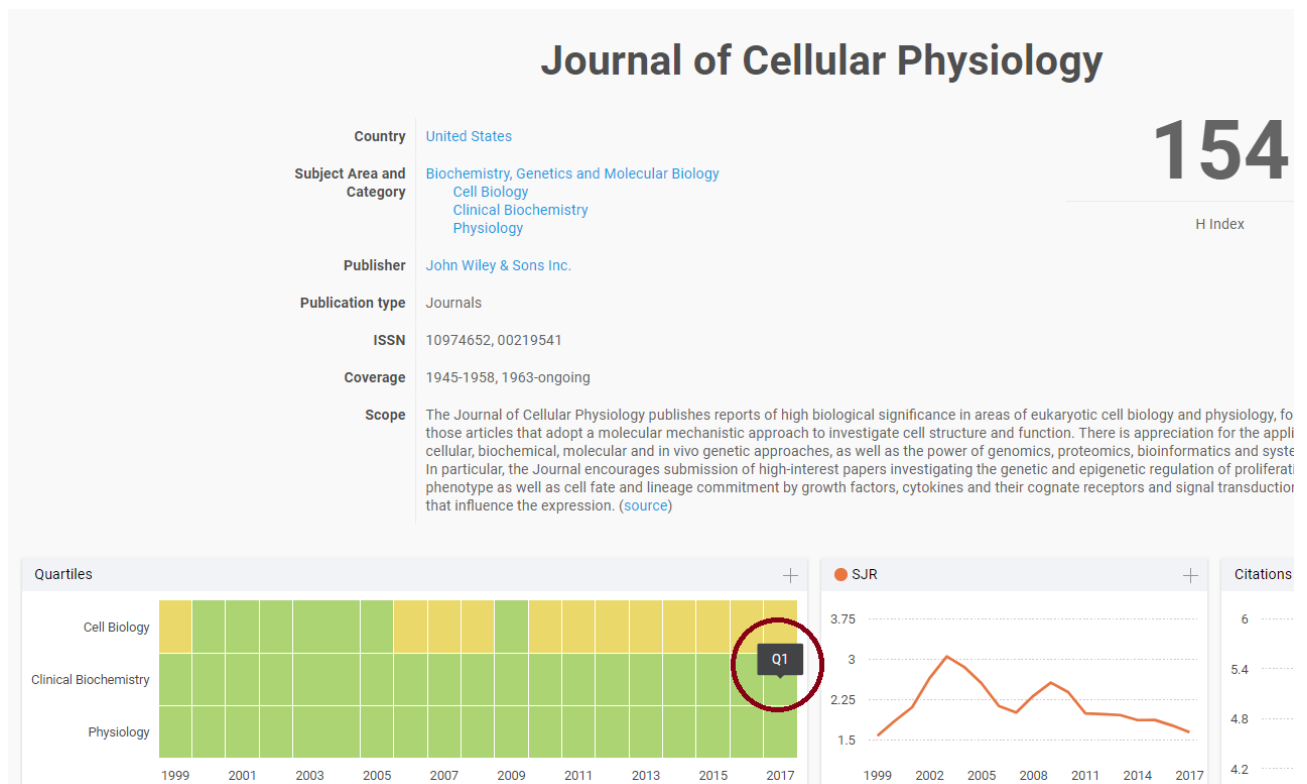 Journal of Cellular Physiology
Country United States
154
Subject Area and Category Biochemistry, Genetics and Molecular Biology
Cell Biology
Clinical Biochemistry
Physiology
H Index
Publisher John Wiley & Sons Inc.
Publication type Journals
ISSN 10974652, 00219541
Coverage 1945-1958, 1963-ongoing
Scope The Journal of Cellular Physiology publishes reports of high biological significance in areas of eukaryotic cell biology and physiology, fo
those articles that adopt a molecular mechanistic approach to investigate cell structure and function. There is appreciation for the appli
cellular, biochemical, molecular and in vivo genetic approaches, as well as the power of genomics, proteomics, bioinformatics and syste
In particular, the Journal encourages submission of high-interest papers investigating the genetic and epigenetic regulation of proliferati
phenotype as well as cell fate and lineage commitment by growth factors, cytokines and their cognate receptors and signal transduction
that influence the expression. (source)
Quartiles
Cell Biology
Clinical Biochemistry
Physiology
Q1
1999 2001 2003 2005 2007 2009 2011 2013 2015 2017
SJR
3.75
3
2.25
1.5
1999 2002 2005 2008 2011 2014 2017
Citations
6
5.4
4.8
4.2